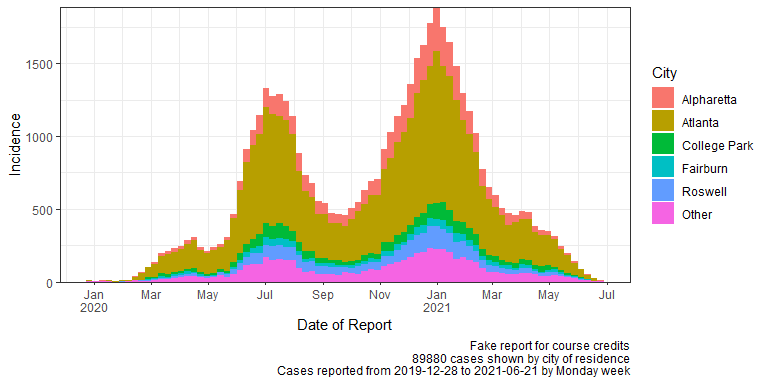 Incidence
1500
1000
500
0
Jan
2020
Mar
May
Jul
Sep
Nov
Jan
2021
Mar
May
Jul
Date of Report
City
Alpharetta
Atlanta
College Park
Fairburn
Roswell
Other
Fake report for course credits
89880 cases shown by city of residence
Cases reported from 2019-12-28 to 2021-06-21 by Monday week